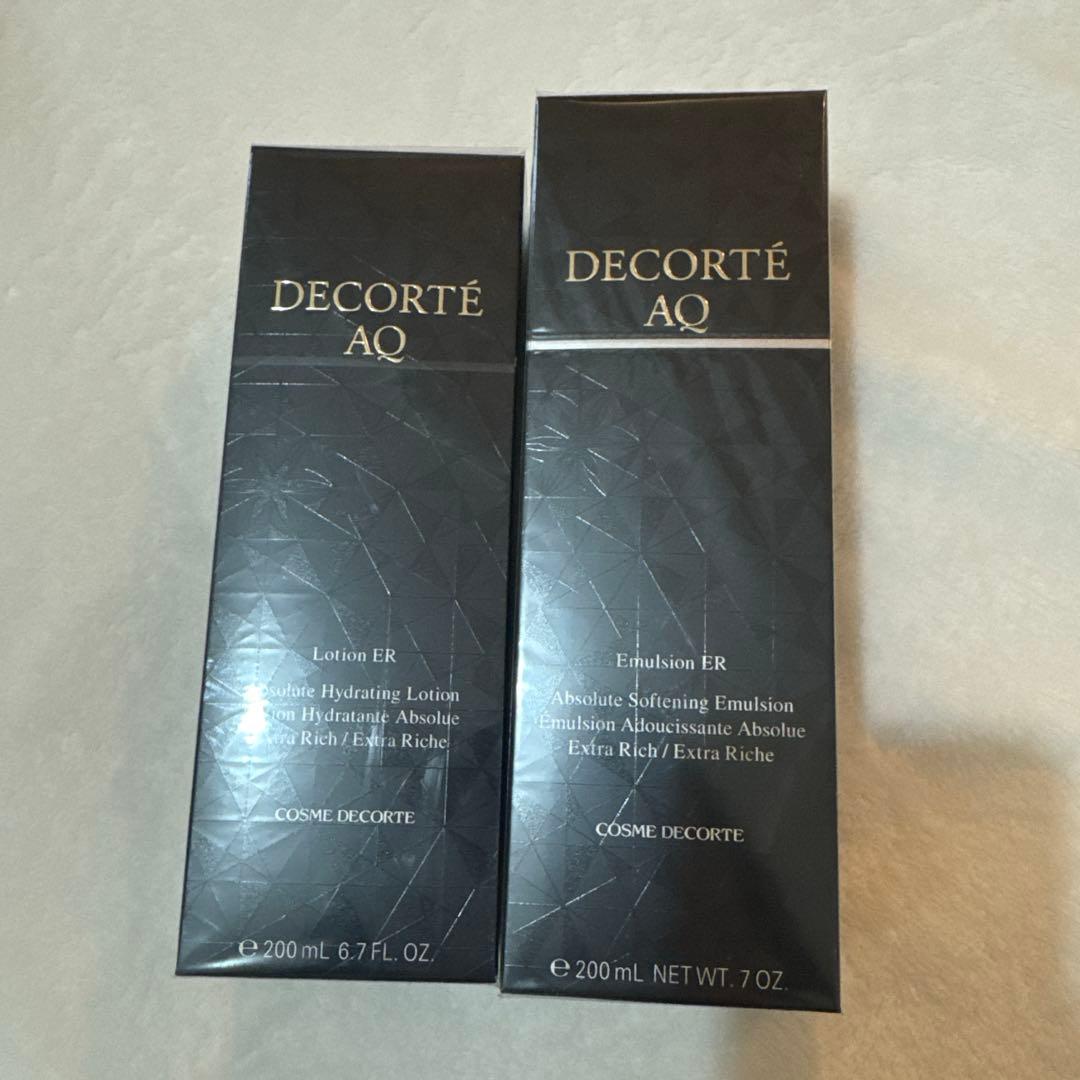 DECORTÉ
AQ
Lotion ER
Hydrating Lotion
Hydratante Absolue
Rich / Extra Riche
COSME DECORTE
℮ 200 mL 6.7 FL. OZ.
DECORTÉ
AQ
Emulsion ER
Absolute Softening Emulsion
Émulsion Adoucissante Absolue
Extra Rich / Extra Riche
COSME DECORTE
℮ 200 mL NET WT. 7 OZ.